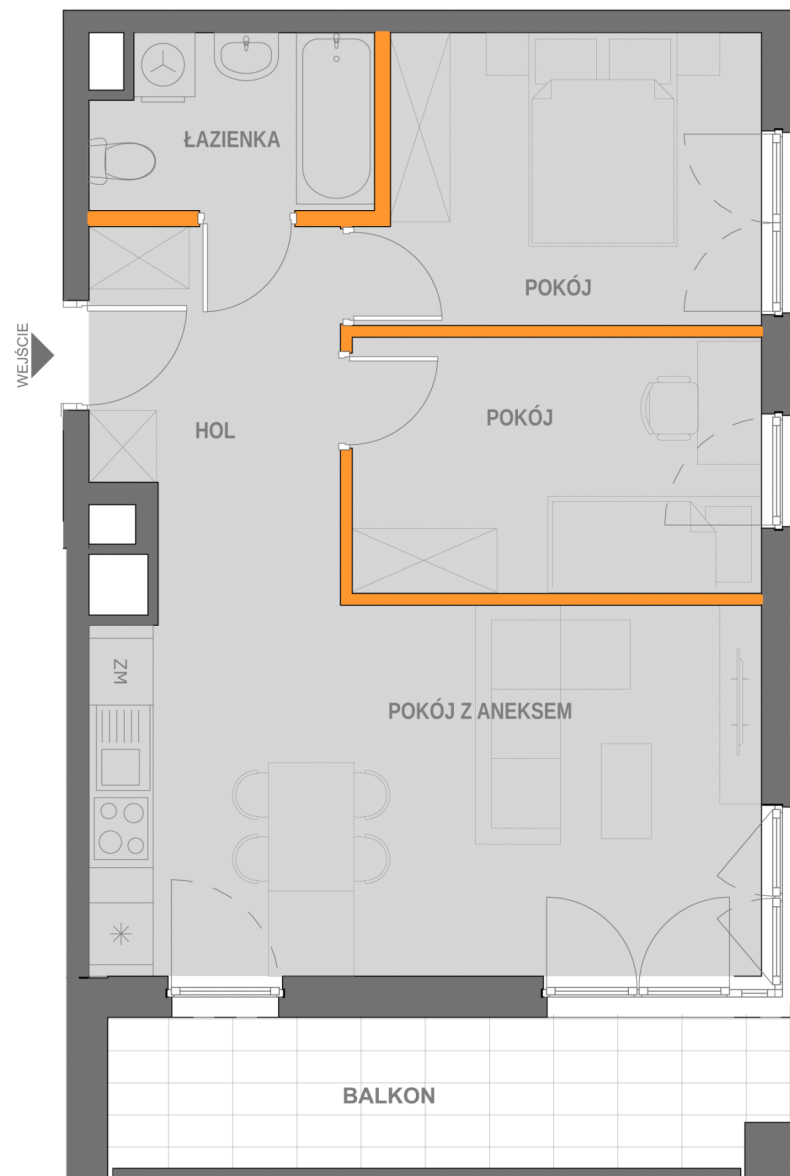 ŁAZIENKA
POKÓJ
WEJŚCIE
HOL
POKÓJ
ZM
POKÓJ Z ANEKSEM
BALKON